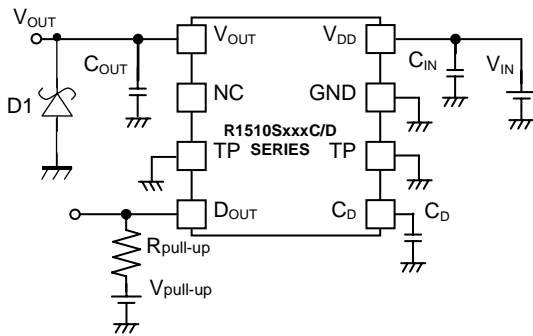 VOUT
VOUT
VDD
COUT
CIN
VIN
D1
NC
GND
R1510SxxxC/D
SERIES
TP
TP
DOUT
CD
CD
Rpull-up
Vpull-up